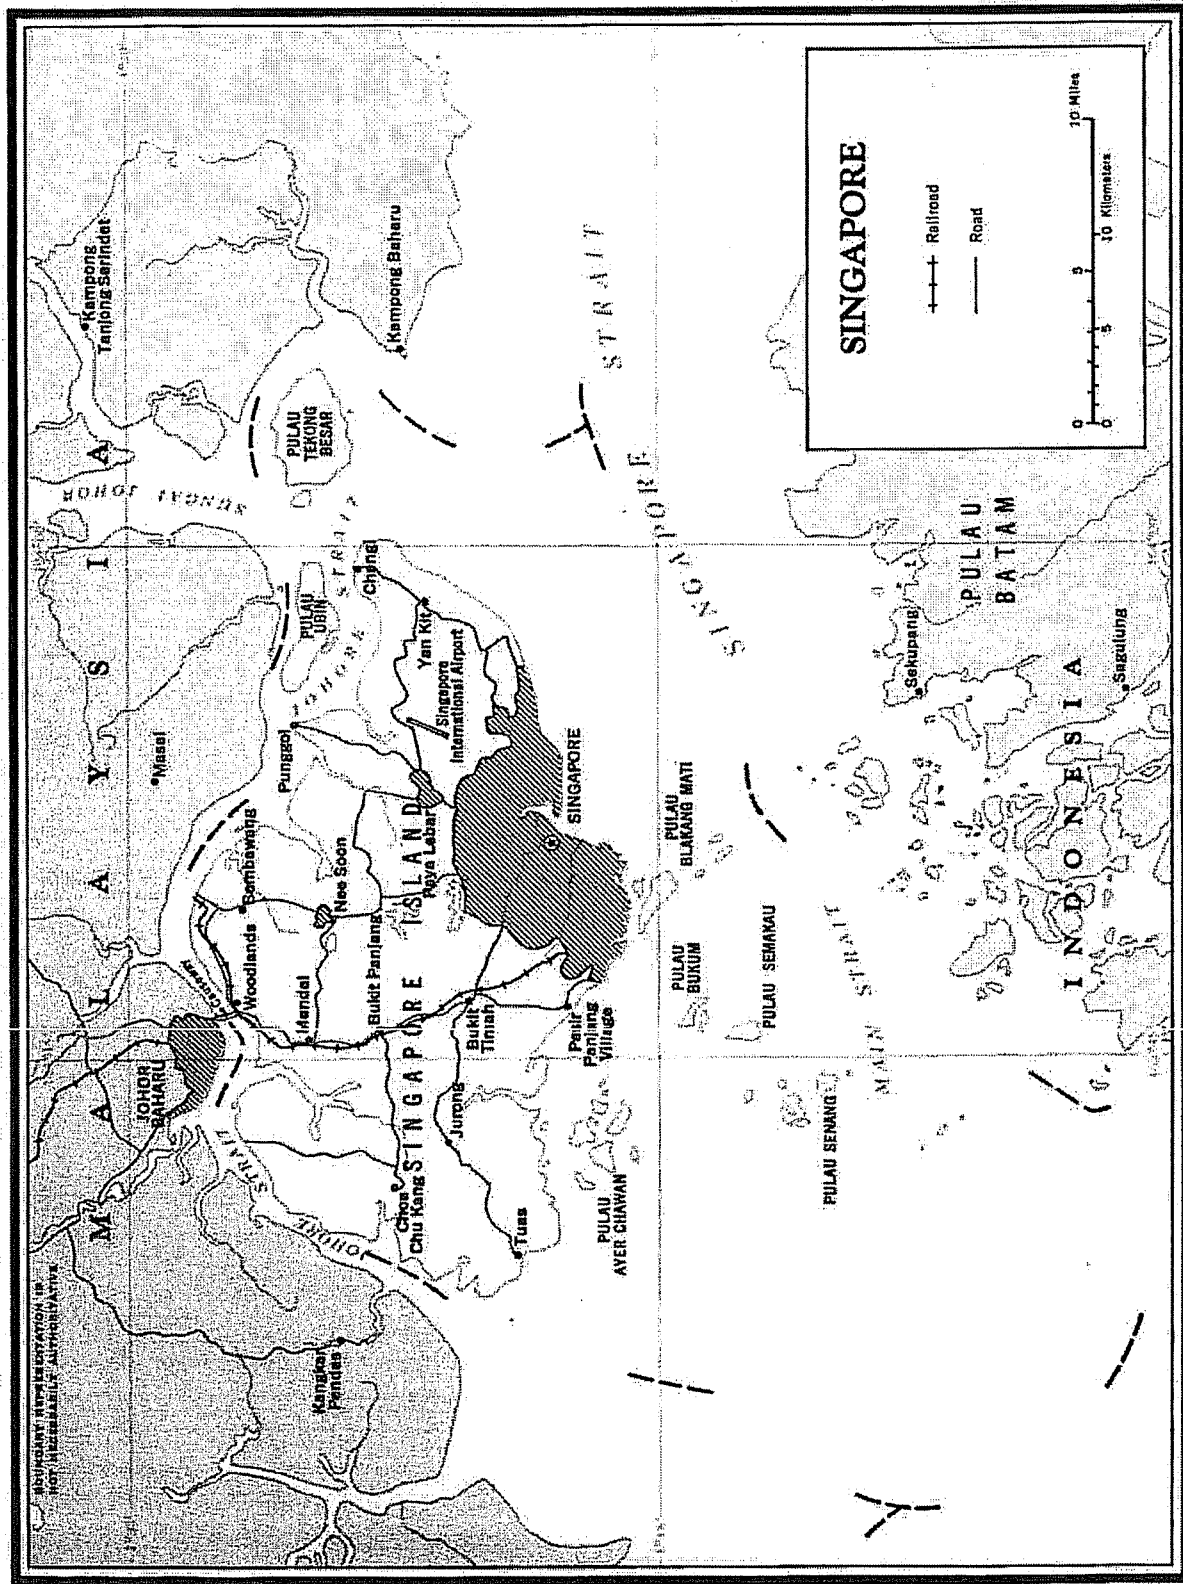 BOUNDARY REPRESENTATION IS
NOT NECESSARILY AUTHORITATIVE
MALAYSIA
JOHOR
BAHARU
Masai
Kampong
Tanjong Serindat
SUNGAI JOHOR
Kangkar
Pendas
Kampong Baharu
JOHORE STRAIT
Causeway
Woodlands
Sembawang
Mandai
Nee Soon
Punggol
PULAU
UBIN
JOHORE STRAIT
PULAU
TEKONG
BESAR
Changi
Bukit Panjang
Paya Lebar
Yan Kit
Singapore
International Airport
Choa
Chu Kang
SINGAPORE ISLAND
Jurong
Bukit
Timah
Tuas
Pasir
Panjang
Village
SINGAPORE
PULAU
AYER CHAWAN
PULAU
BUKUM
PULAU
BLAKANG MATI
PULAU SEMAKAU
PULAU SENANG
MAIN STRAIT
SINGAPORE STRAIT
Sekupang
PULAU
BATAM
Sagulung
INDONESIA
SINGAPORE
Railroad
Road
0 5 10 Miles
0 5 10 Kilometers